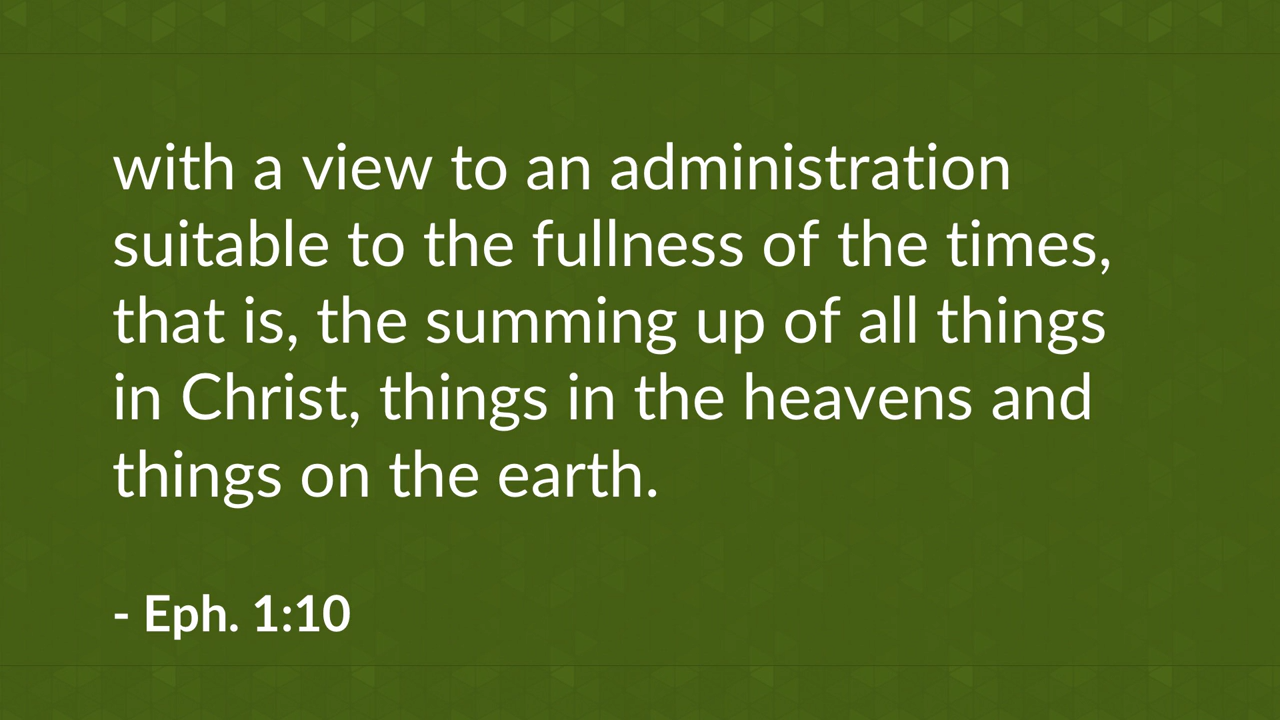 with a view to an administration
suitable to the fullness of the times,
that is, the summing up of all things
in Christ, things in the heavens and
things on the earth.
- Eph. 1:10